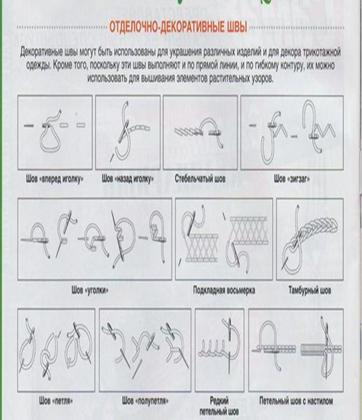 ОТДЕЛОЧНО-ДЕКОРАТИВНЫЕ ШВЫ
Декоративные швы могут быть использованы для украшения различных изделий и для декора трикотажной
одежды. Кроме того, поскольку эти швы выполняют и по прямой линии, и по гибкому контуру, их можно
использовать для вышивания элементов растительных узоров.
Шов «вперед иголку»
Шов «назад иголку»
Стебельчатый шов
Шов «зигзаг»
Шов «уголки»
Подкладная восьмерка
Тамбурный шов
Шов «петля»
Шов «полупетля»
Редкий
петельный шов
Петельный шов с настилом